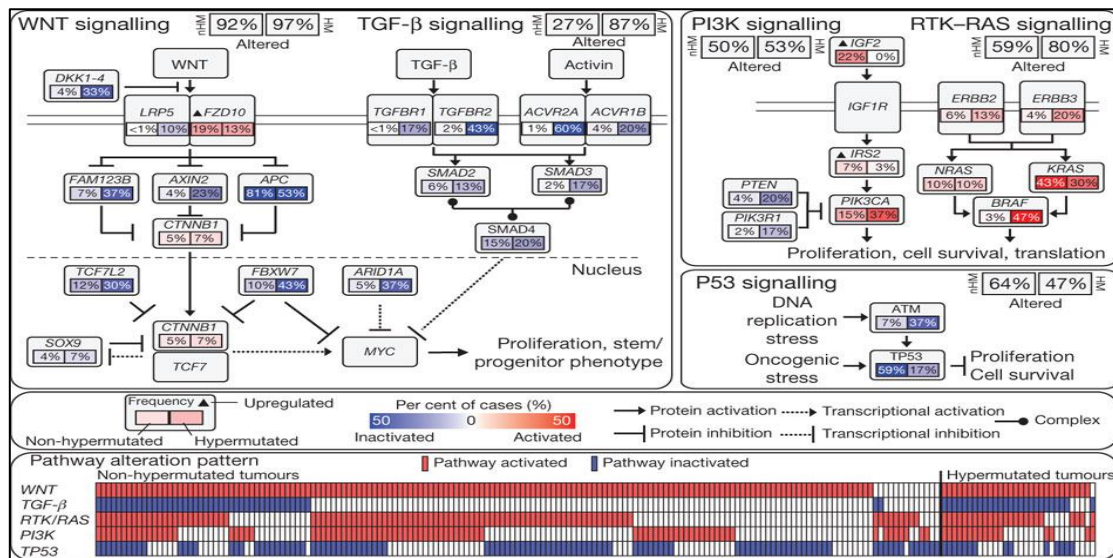 WNT signalling
nHM 92% 97% HM
Altered
WNT
DKK1-4
4% 33%
LRP5 ▲FZD10
<1% 10% 19% 13%
FAM123B AXIN2 APC
7% 37% 4% 23% 81% 53%
CTNNB1
5% 7%
TCF7L2 FBXW7 ARID1A
12% 30% 10% 43% 5% 37%
SOX9
4% 7%
CTNNB1
5% 7%
TCF7
MYC
Proliferation, stem/
progenitor phenotype
TGF-β signalling
nHM 27% 87% HM
Altered
TGF-β Activin
TGFBR1 TGFBR2 ACVR2A ACVR1B
<1% 17% 2% 43% 1% 60% 4% 20%
SMAD2 SMAD3
6% 13% 2% 17%
SMAD4
15% 20%
Nucleus
PI3K signalling
nHM 50% 53% HM
Altered
▲IGF2
22% 0%
IGF1R
▲IRS2
7% 3%
PTEN
4% 20%
PIK3R1
2% 17%
PIK3CA
15% 37%
RTK–RAS signalling
nHM 59% 80% HM
Altered
ERBB2 ERBB3
6% 13% 4% 20%
NRAS KRAS
10% 10% 43% 30%
BRAF
3% 47%
Proliferation, cell survival, translation
P53 signalling
nHM 64% 47% HM
Altered
DNA
replication
stress
ATM
7% 37%
Oncogenic
stress
TP53
59% 17%
Proliferation
Cell survival
Frequency ▲ Upregulated
Non-hypermutated Hypermutated
Per cent of cases (%)
50 0 50
Inactivated Activated
Protein activation Transcriptional activation
Complex
Protein inhibition Transcriptional inhibition
Pathway alteration pattern
Pathway activated Pathway inactivated
Non-hypermutated tumours Hypermutated tumours
WNT
TGF-β
RTK/RAS
PI3K
TP53